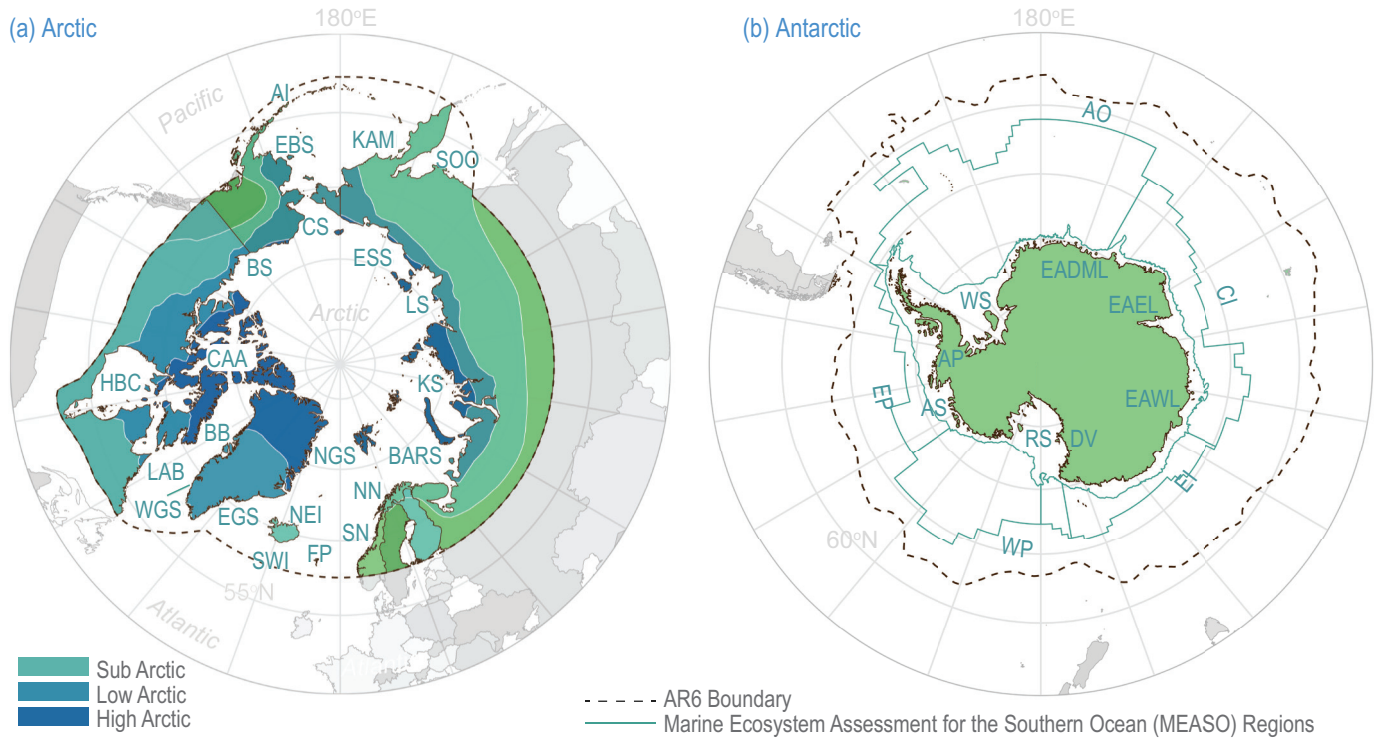 180°E
180°E
(a) Arctic
(b) Antarctic
Pacific
AI
EBS
KAM
SOO
AO
CS
BS
ESS
EADML
WS
EAEL
CI
LS
Arctic
CAA
KS
HBC
AP
EP
AS
EAWL
BB
NGS
BARS
RS
DV
LAB
NN
EI
WGS
EGS
NEI
SN
SWI
FP
WP
60°N
55°N
Atlantic
Sub Arctic
Low Arctic
High Arctic
AR6 Boundary
Marine Ecosystem Assessment for the Southern Ocean (MEASO) Regions